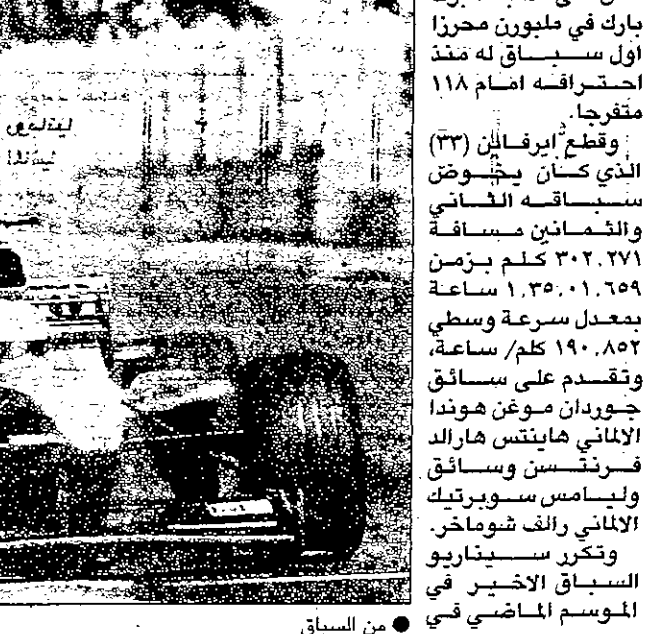 بارك في ملبورن محرزا
اول سباق له منذ
احترافه امام ١١٨
متفرجا.
وقطع ايرفاين (٣٣)
الذي كان يخوض
سباقه الثاني
والثمانين مسافة
٣٠٢,٢٧١ كلم بزمن
١,٣٥,٠١,٦٥٩ ساعة
بمعدل سرعة وسطي
١٩٠,٨٥٢ كلم/ ساعة،
وتقدم على سائق
جوردان موغن هوندا
الالماني هاينتس هارالد
فرنتسن وسائق
وليامس سوبرتيك
الالماني رالف شوماخر.
وتكرر سيناريو
السباق الاخير في
الموسم الماضي في
● من السباق